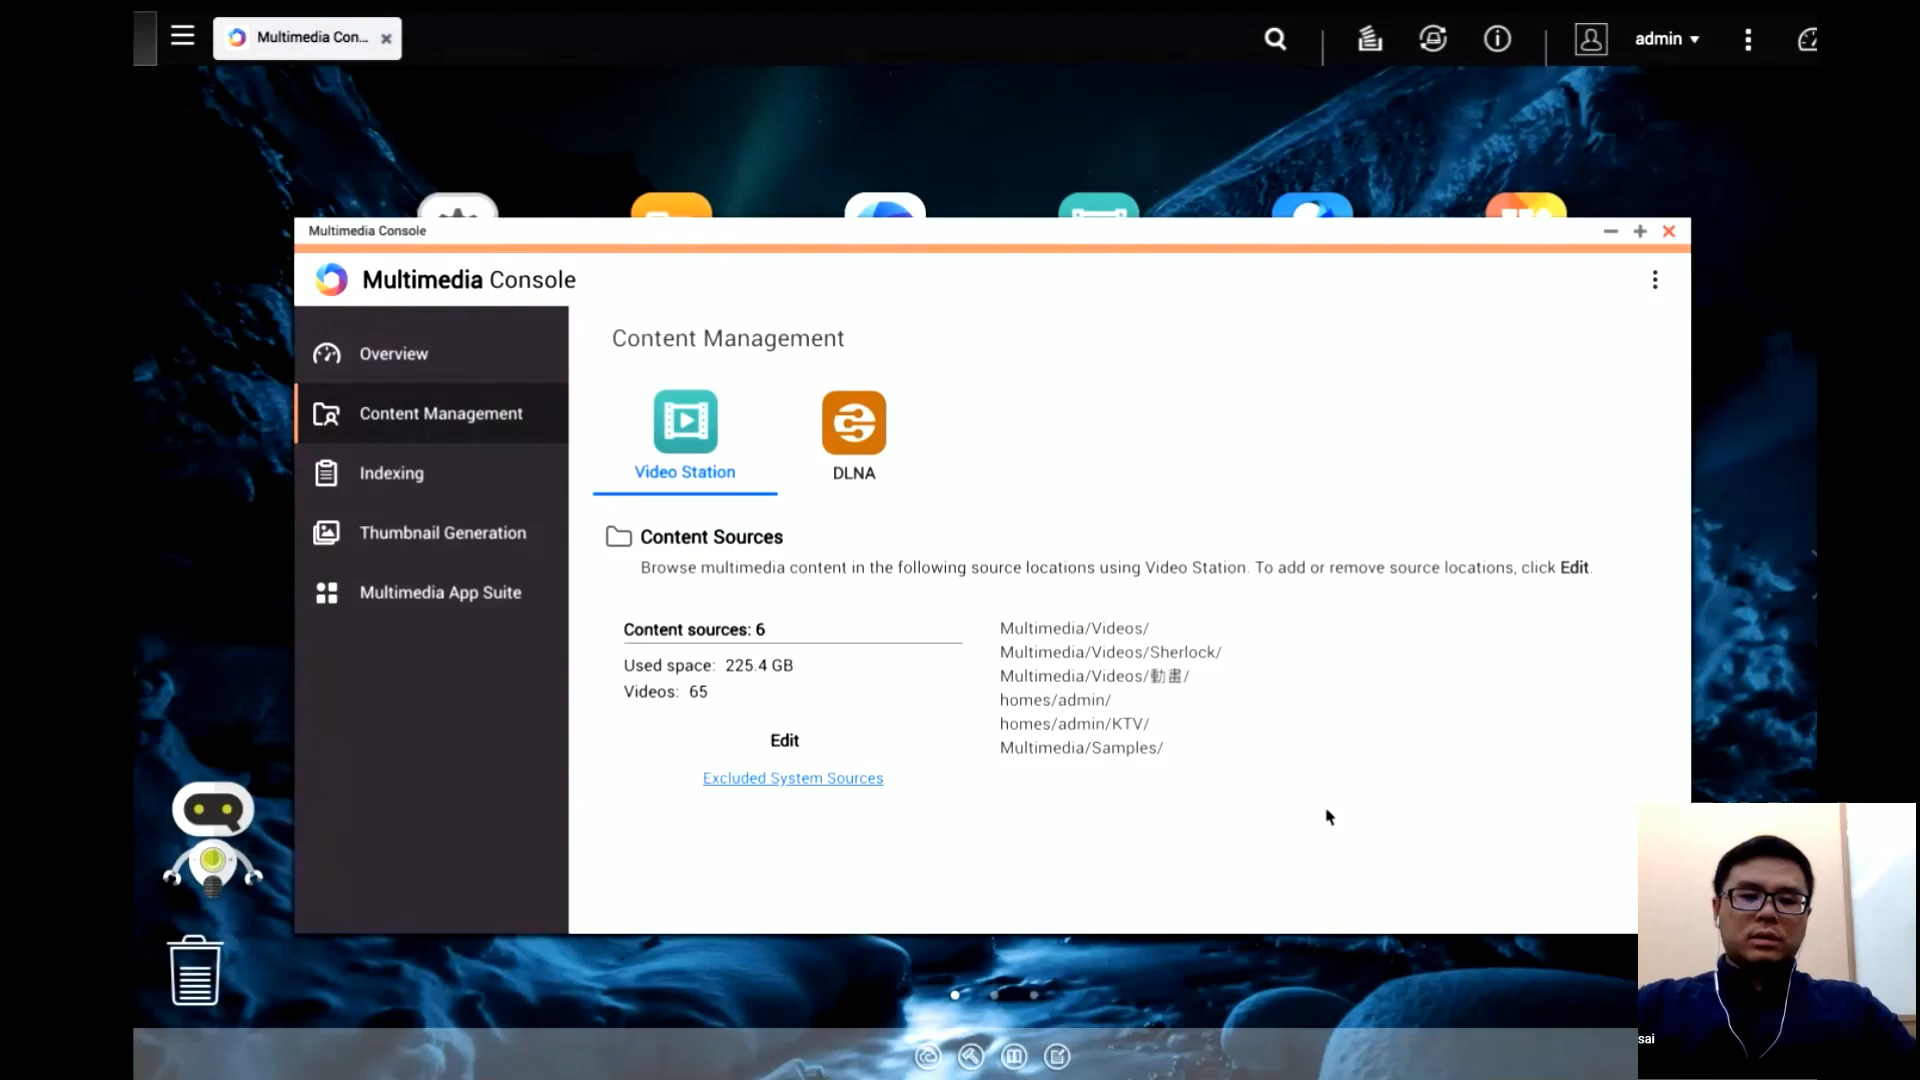 Multimedia Con...
admin
Multimedia Console
Multimedia Console
Overview
Content Management
Indexing
Thumbnail Generation
Multimedia App Suite
Content Management
Video Station
DLNA
Content Sources
Browse multimedia content in the following source locations using Video Station. To add or remove source locations, click Edit.
Content sources: 6
Used space: 225.4 GB
Videos: 65
Edit
Excluded System Sources
Multimedia/Videos/
Multimedia/Videos/Sherlock/
Multimedia/Videos/動畫/
homes/admin/
homes/admin/KTV/
Multimedia/Samples/
sai